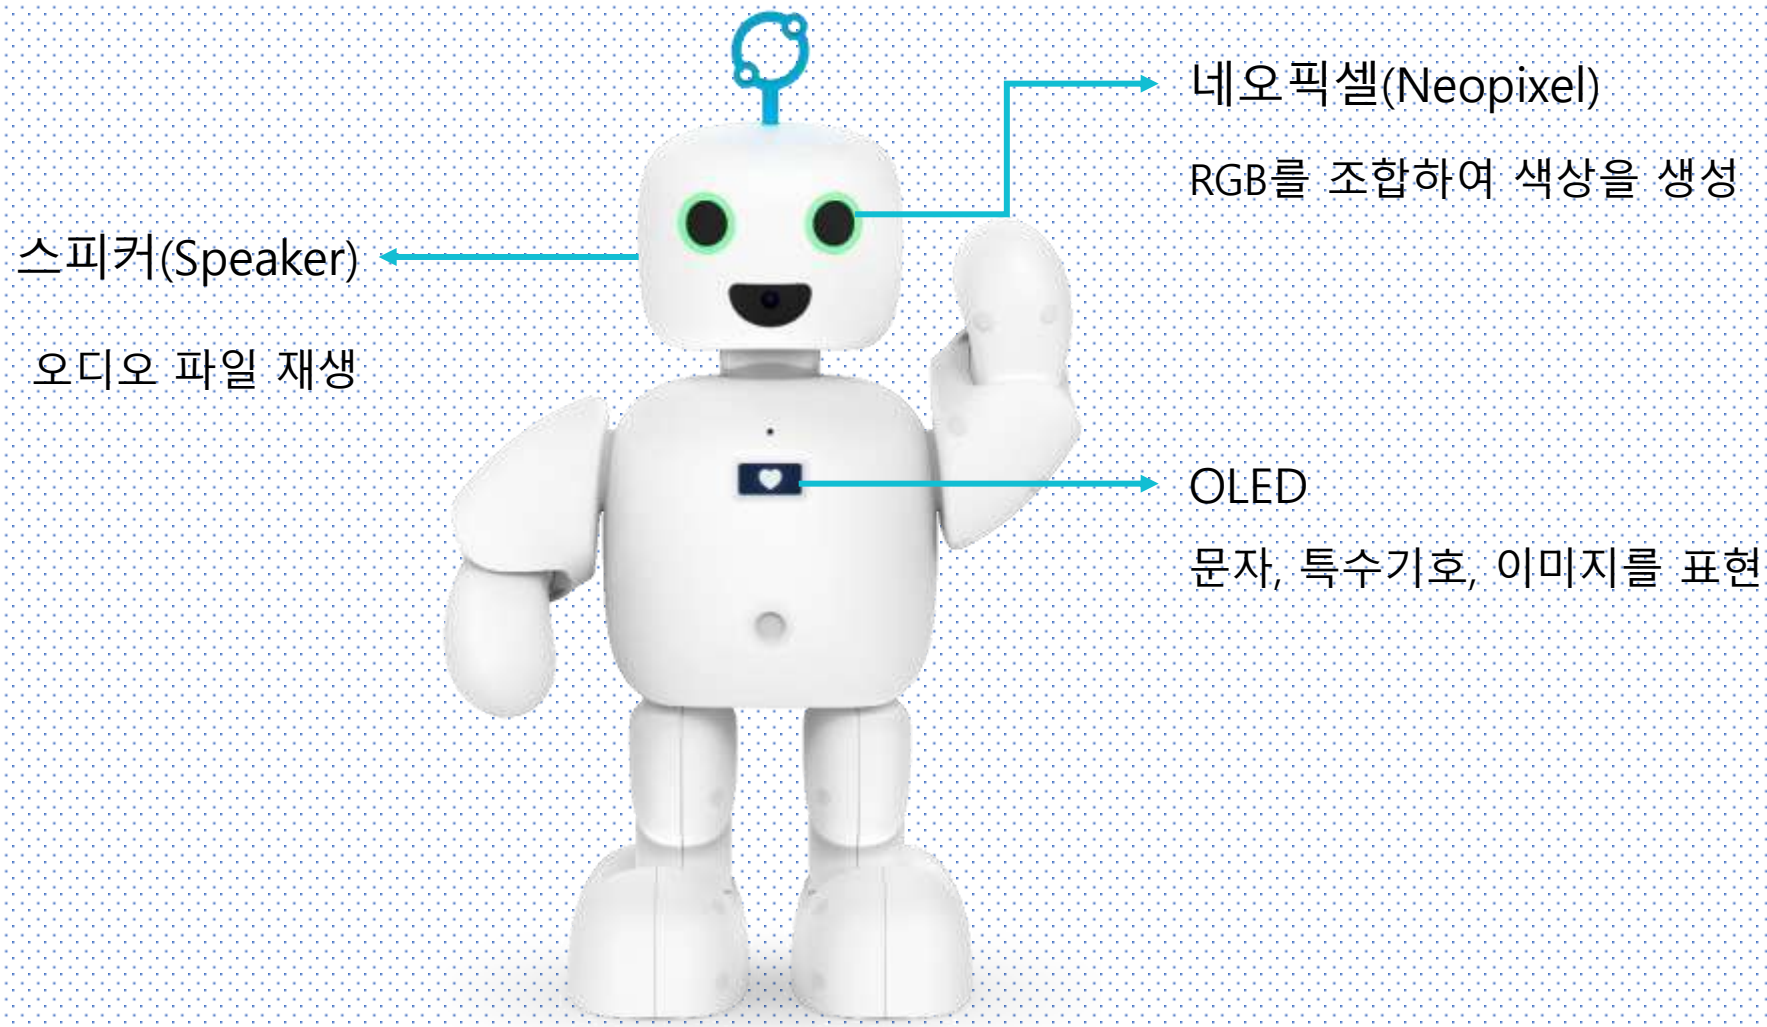 네오픽셀(Neopixel)
RGB를 조합하여 색상을 생성
스피커(Speaker)
오디오 파일 재생
OLED
문자, 특수기호, 이미지를 표현